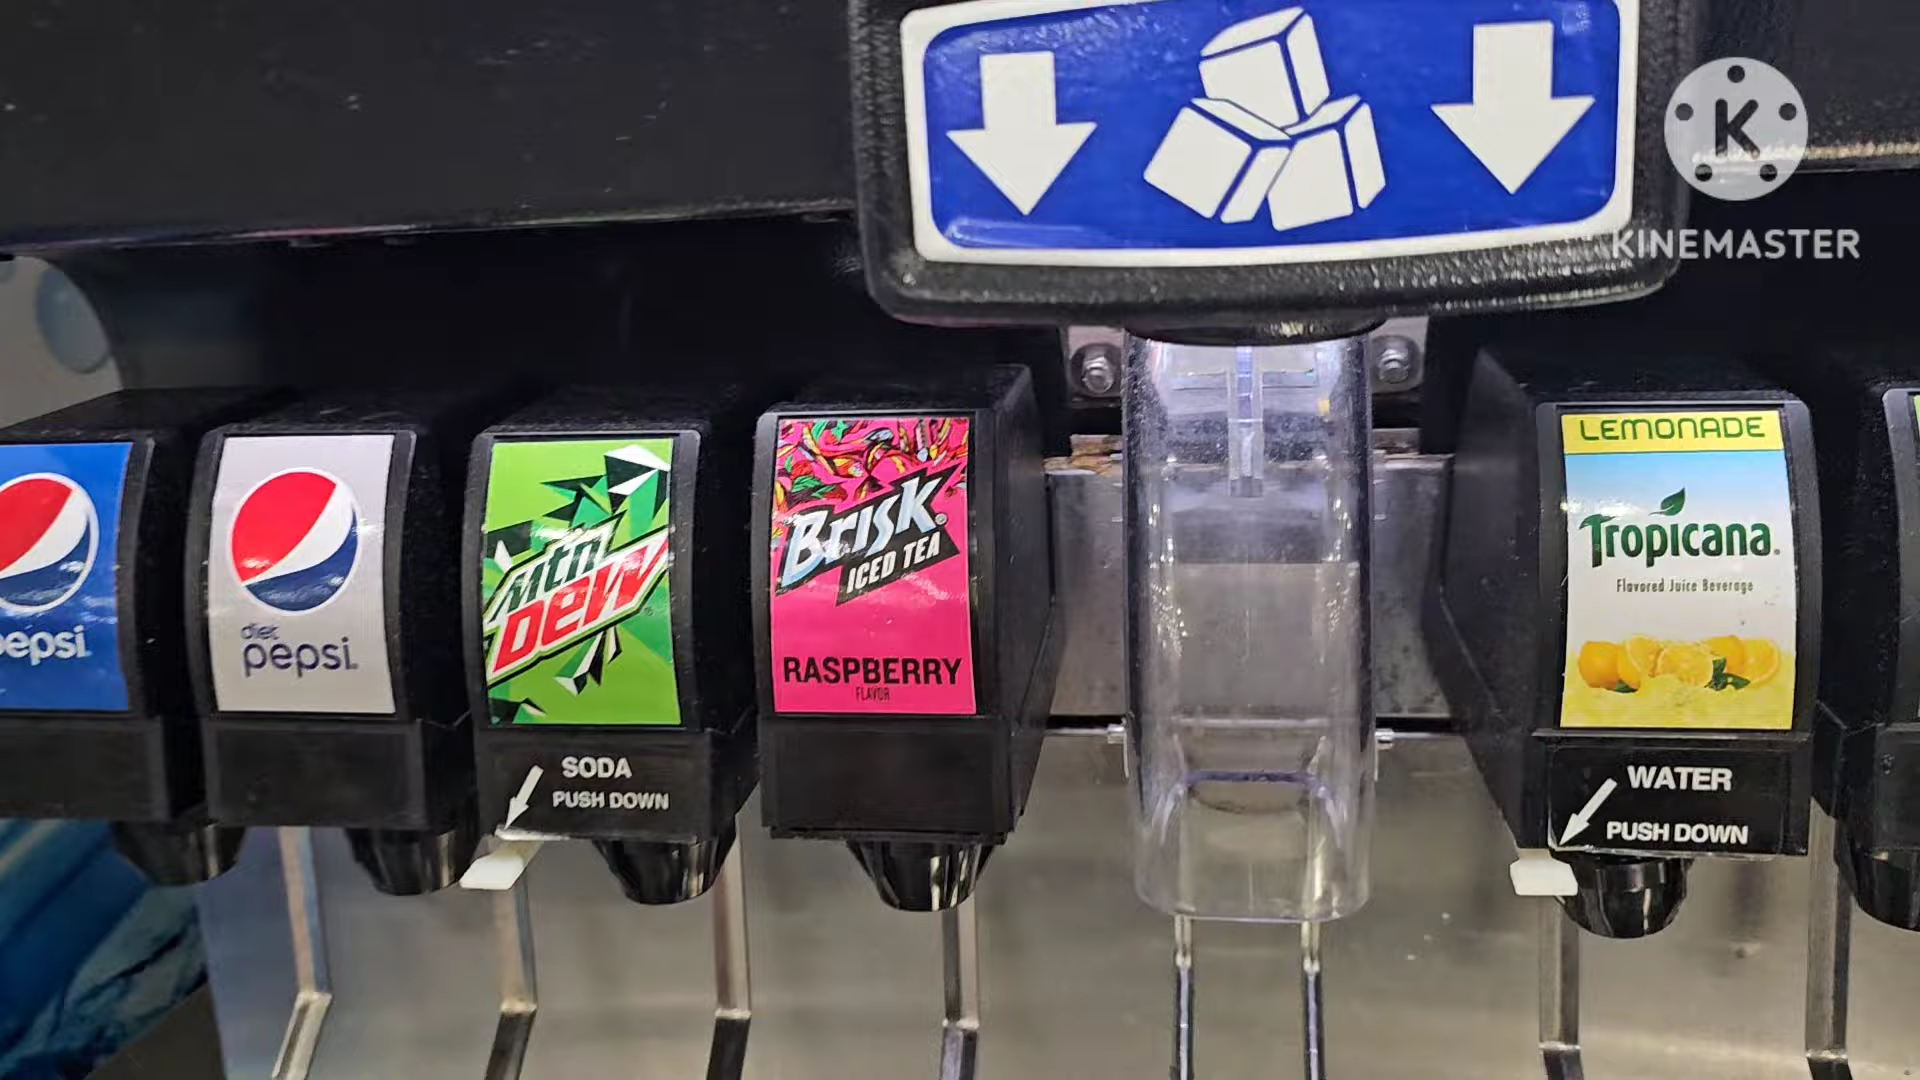 K
KINEMASTER
pepsi
diet
pepsi
mtn
DEW
Brisk
ICED TEA
RASPBERRY
FLAVOR
LEMONADE
Tropicana
Flavored Juice Beverage
SODA
PUSH DOWN
WATER
PUSH DOWN